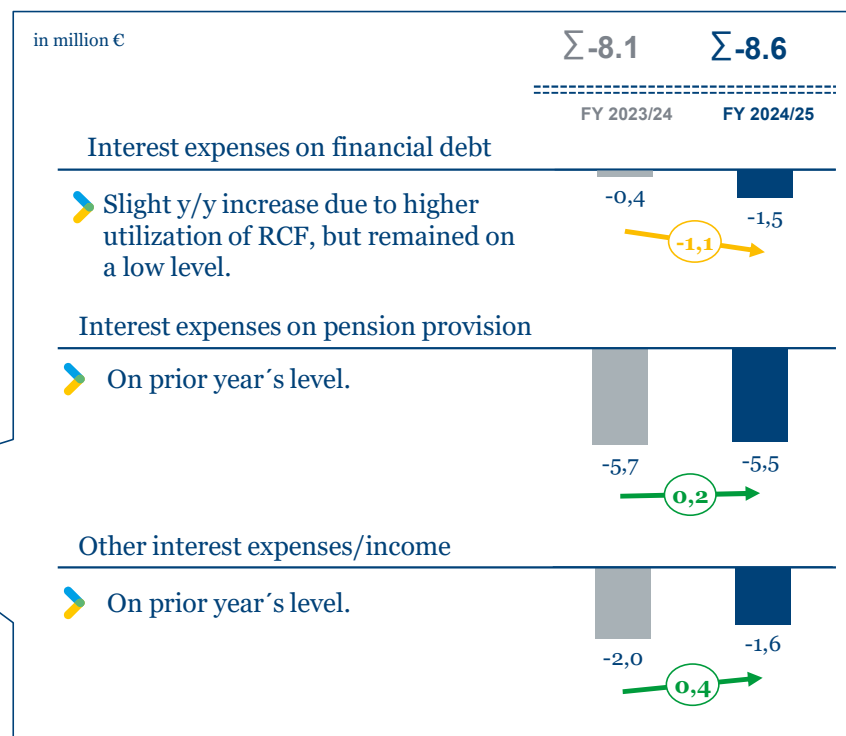 in million €
∑-8.1 ∑-8.6
FY 2023/24 FY 2024/25
Interest expenses on financial debt
Slight y/y increase due to higher
utilization of RCF, but remained on
a low level.
-0,4
-1,5
-1,1
Interest expenses on pension provision
On prior year´s level.
-5,7
-5,5
0,2
Other interest expenses/income
On prior year´s level.
-2,0
-1,6
0,4